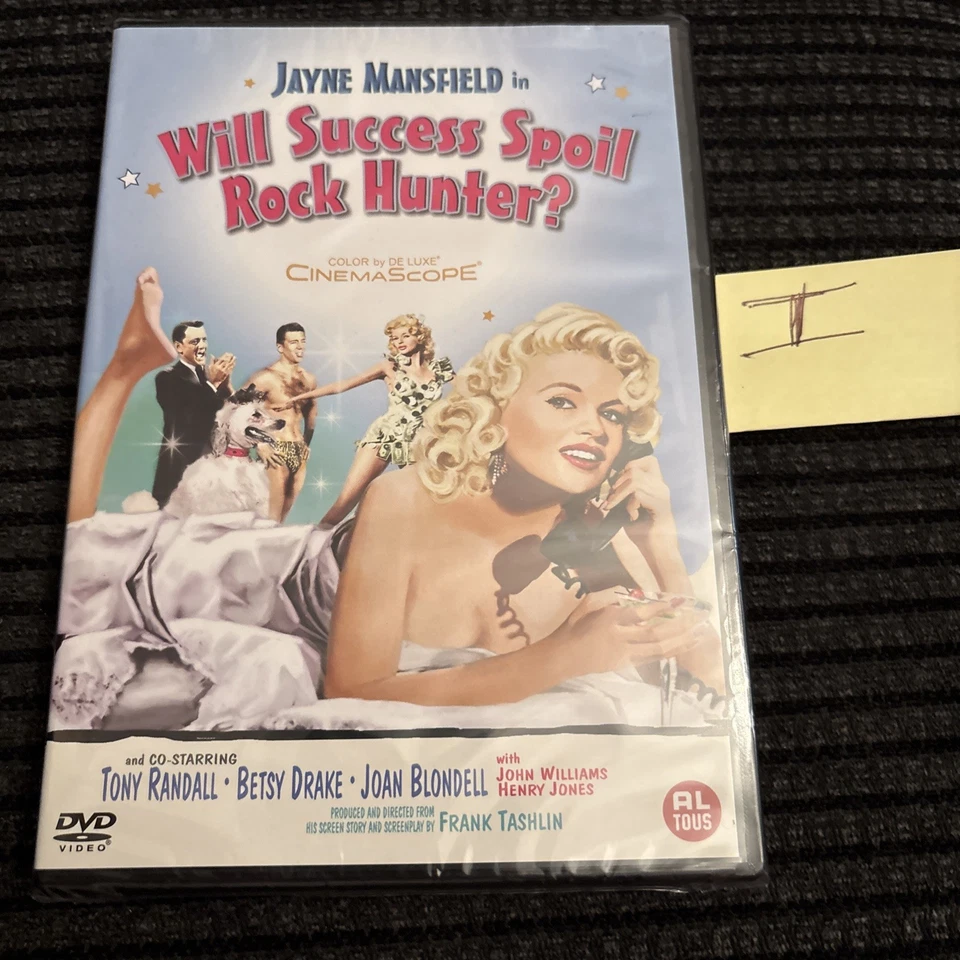 JAYNE MANSFIELD in
Will Success Spoil
Rock Hunter?
COLOR by DE LUXE®
CINEMASCOPE®
I
and CO-STARRING
TONY RANDALL • BETSY DRAKE • JOAN BLONDELL
with
JOHN WILLIAMS
HENRY JONES
PRODUCED AND DIRECTED FROM
HIS SCREEN STORY AND SCREENPLAY BY FRANK TASHLIN
DVD
VIDEO®
AL
TOUS